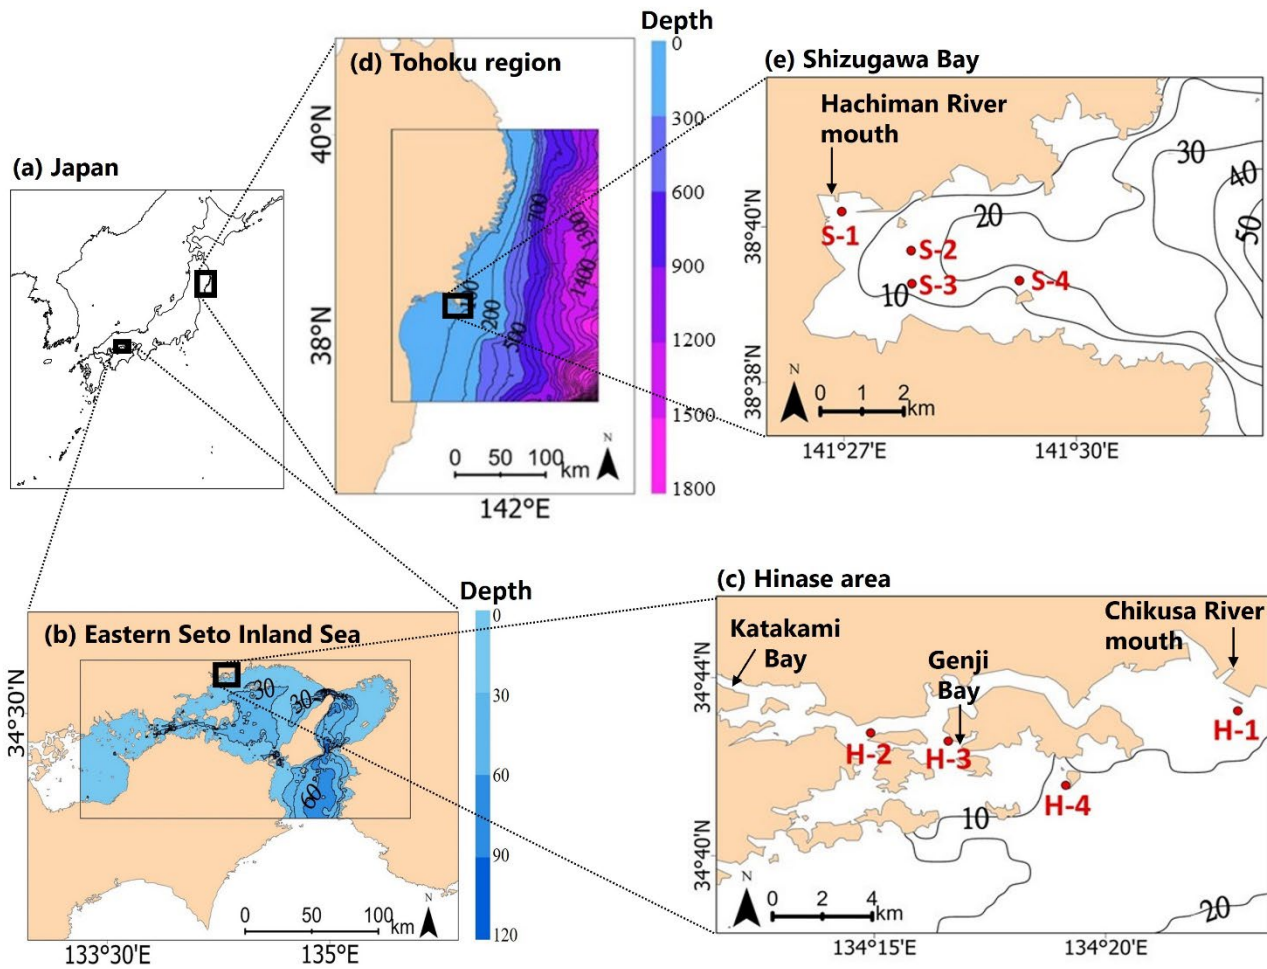 (a) Japan
(d) Tohoku region
40°N
38°N
142°E
700
1300
1400
100
200
500
0 50 100
km
N
Depth
0
300
600
900
1200
1500
1800
(e) Shizugawa Bay
Hachiman River
mouth
S-1
S-2
S-3
S-4
10
20
30
40
50
38°40'N
38°38'N
N
0 1 2
km
141°27'E
141°30'E
(b) Eastern Seto Inland Sea
34°30'N
30
30
60
0 50 100
km
N
133°30'E
135°E
Depth
0
30
60
90
120
(c) Hinase area
Katakami
Bay
Genji
Bay
Chikusa River
mouth
H-1
H-2
H-3
H-4
10
20
34°44'N
34°40'N
N
0 2 4
km
134°15'E
134°20'E